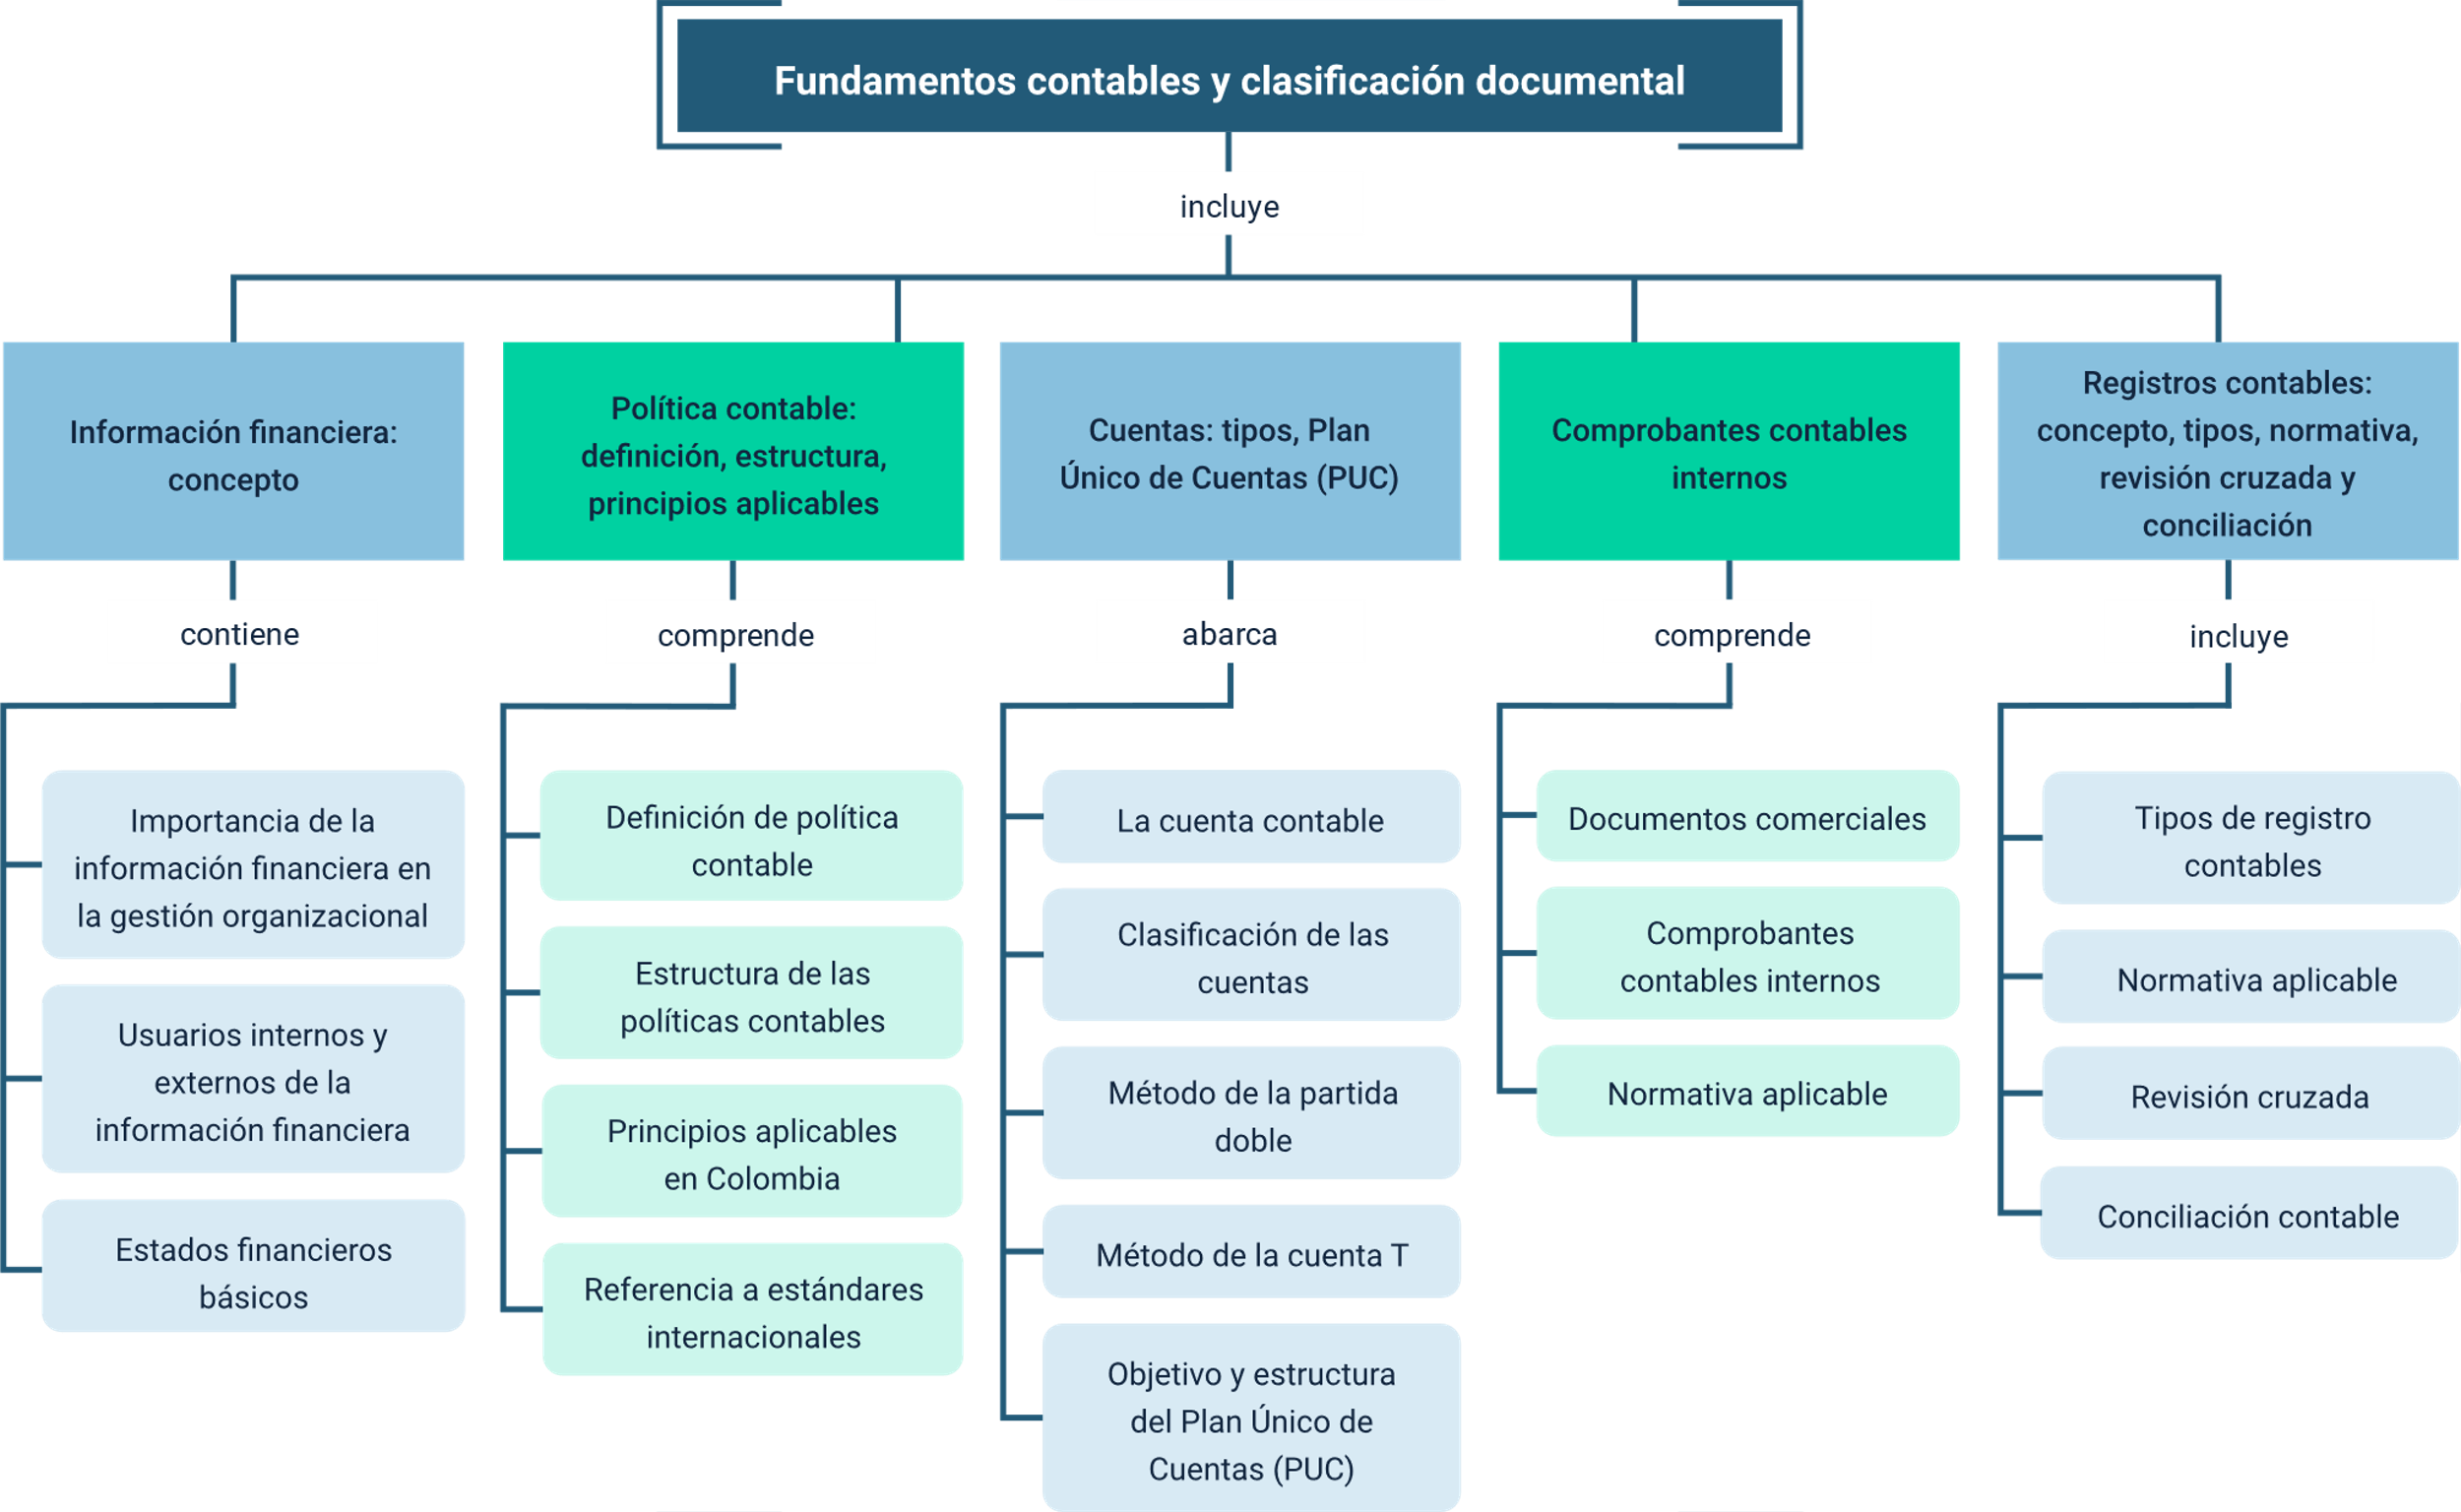 Fundamentos contables y clasificación documental
incluye
Información financiera:
concepto
contiene
Importancia de la
información financiera en
la gestión organizacional
Usuarios internos y
externos de la
información financiera
Estados financieros
básicos
Política contable:
definición, estructura,
principios aplicables
comprende
Definición de política
contable
Estructura de las
políticas contables
Principios aplicables
en Colombia
Referencia a estándares
internacionales
Cuentas: tipos, Plan
Único de Cuentas (PUC)
abarca
La cuenta contable
Clasificación de las
cuentas
Método de la partida
doble
Método de la cuenta T
Objetivo y estructura
del Plan Único de
Cuentas (PUC)
Comprobantes contables
internos
comprende
Documentos comerciales
Comprobantes
contables internos
Normativa aplicable
Registros contables:
concepto, tipos, normativa,
revisión cruzada y
conciliación
incluye
Tipos de registro
contables
Normativa aplicable
Revisión cruzada
Conciliación contable